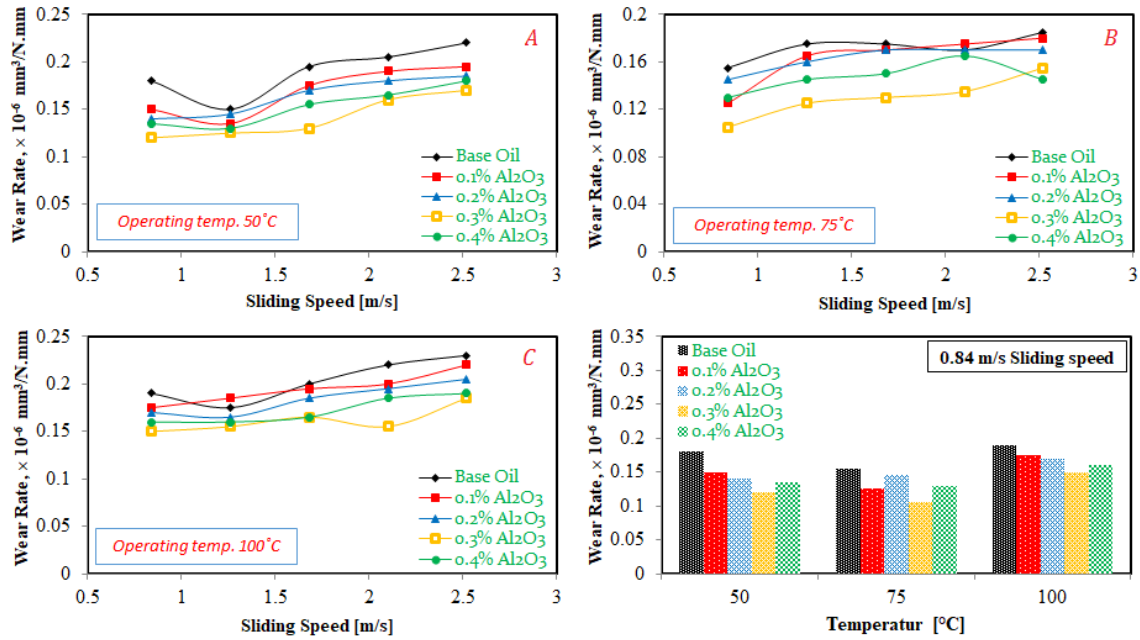 A
Wear Rate, × 10⁻⁶ mm³/N.mm
0.25
0.2
0.15
0.1
0.05
0
Base Oil
0.1% Al2O3
0.2% Al2O3
0.3% Al2O3
0.4% Al2O3
Operating temp. 50°C
0.5
1
1.5
2
2.5
3
Sliding Speed [m/s]
B
Wear Rate, × 10⁻⁶ mm³/N.mm
0.2
0.16
0.12
0.08
0.04
0
Base Oil
0.1% Al2O3
0.2% Al2O3
0.3% Al2O3
0.4% Al2O3
Operating temp. 75°C
0.5
1
1.5
2
2.5
3
Sliding Speed [m/s]
C
Wear Rate, × 10⁻⁶ mm³/N.mm
0.25
0.2
0.15
0.1
0.05
0
Base Oil
0.1% Al2O3
0.2% Al2O3
0.3% Al2O3
0.4% Al2O3
Operating temp. 100°C
0.5
1
1.5
2
2.5
3
Sliding Speed [m/s]
Wear Rate, × 10⁻⁶ mm³/N.mm
0.35
0.3
0.25
0.2
0.15
0.1
0.05
0
Base Oil
0.1% Al2O3
0.2% Al2O3
0.3% Al2O3
0.4% Al2O3
0.84 m/s Sliding speed
50
75
100
Temperatur [°C]